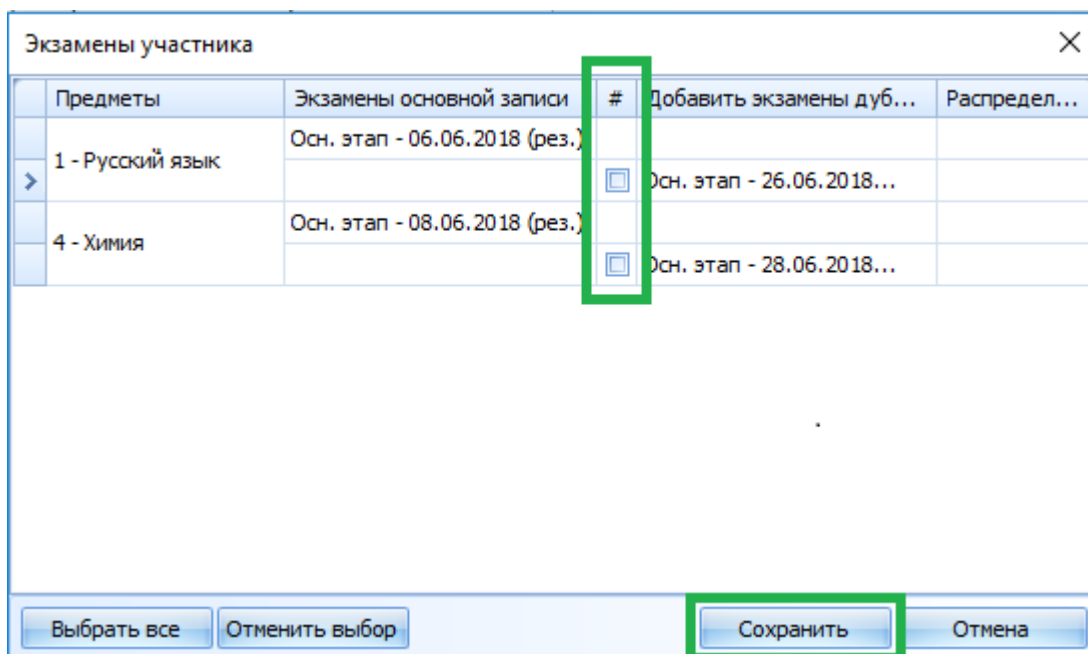 Экзамены участника
Предметы Экзамены основной записи # Добавить экзамены дуб... Распредел...
Осн. этап - 06.06.2018 (рез.)
1 - Русский язык
Осн. этап - 26.06.2018...
Осн. этап - 08.06.2018 (рез.)
4 - Химия
Осн. этап - 28.06.2018...
Выбрать все Отменить выбор Сохранить Отмена